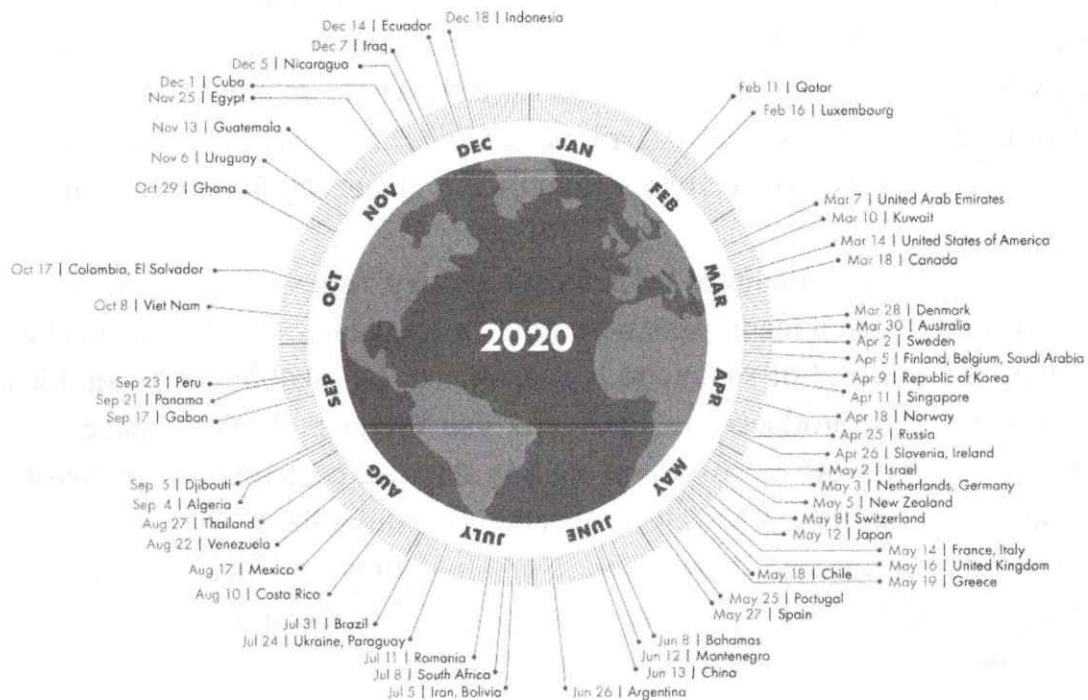 Dec 18 | Indonesia
Dec 14 | Ecuador
Dec 7 | Iraq
Dec 5 | Nicaragua
Dec 1 | Cuba
Nov 25 | Egypt
Nov 13 | Guatemala
Nov 6 | Uruguay
Oct 29 | Ghana
Oct 17 | Colombia, El Salvador
Oct 8 | Viet Nam
Sep 23 | Peru
Sep 21 | Panama
Sep 17 | Gabon
Sep 5 | Djibouti
Sep 4 | Algeria
Aug 27 | Thailand
Aug 22 | Venezuela
Aug 17 | Mexico
Aug 10 | Costa Rica
Jul 31 | Brazil
Jul 24 | Ukraine, Paraguay
Jul 11 | Romania
Jul 8 | South Africa
Jul 5 | Iran, Bolivia
Feb 11 | Qatar
Feb 16 | Luxembourg
Mar 7 | United Arab Emirates
Mar 10 | Kuwait
Mar 14 | United States of America
Mar 18 | Canada
Mar 28 | Denmark
Mar 30 | Australia
Apr 2 | Sweden
Apr 5 | Finland, Belgium, Saudi Arabia
Apr 9 | Republic of Korea
Apr 11 | Singapore
Apr 18 | Norway
Apr 25 | Russia
Apr 26 | Slovenia, Ireland
May 2 | Israel
May 3 | Netherlands, Germany
May 5 | New Zealand
May 8 | Switzerland
May 12 | Japan
May 14 | France, Italy
May 16 | United Kingdom
May 18 | Chile
May 19 | Greece
May 25 | Portugal
May 27 | Spain
Jun 8 | Bahamas
Jun 12 | Montenegro
Jun 13 | China
Jun 26 | Argentina
JAN
FEB
MAR
APR
MAY
JUNE
JULY
AUG
SEP
OCT
NOV
DEC
2020